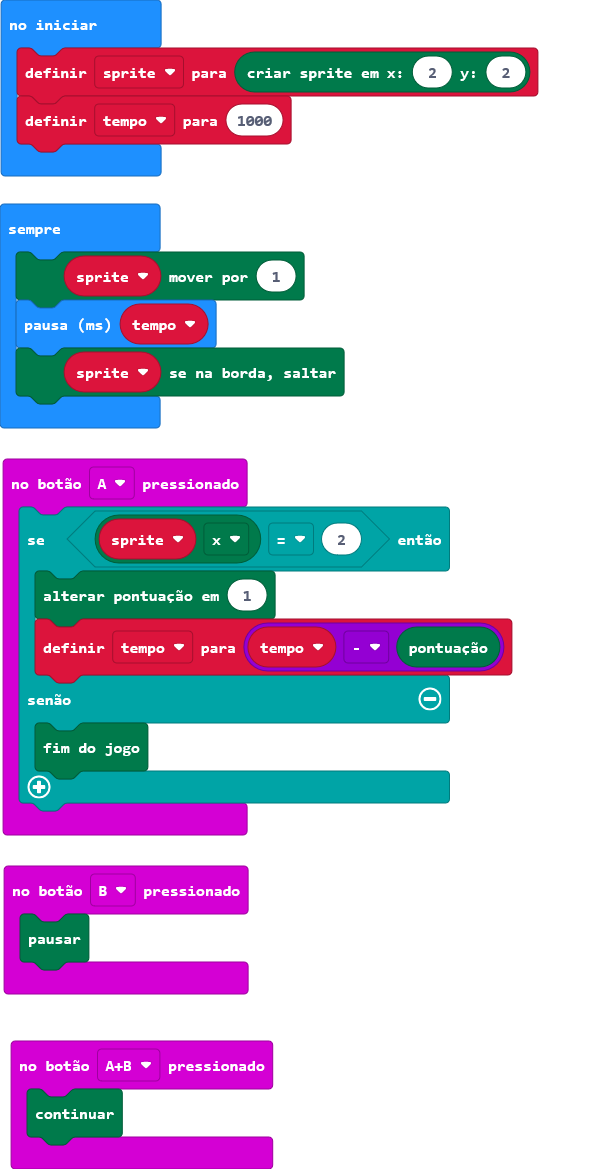 no iniciar
definir sprite para criar sprite em x: 2 y: 2
definir tempo para 1000
sempre
sprite mover por 1
pausa (ms) tempo
sprite se na borda, saltar
no botão A pressionado
se sprite x = 2 então
alterar pontuação em 1
definir tempo para tempo - pontuação
senão
fim do jogo
no botão B pressionado
pausar
no botão A+B pressionado
continuar